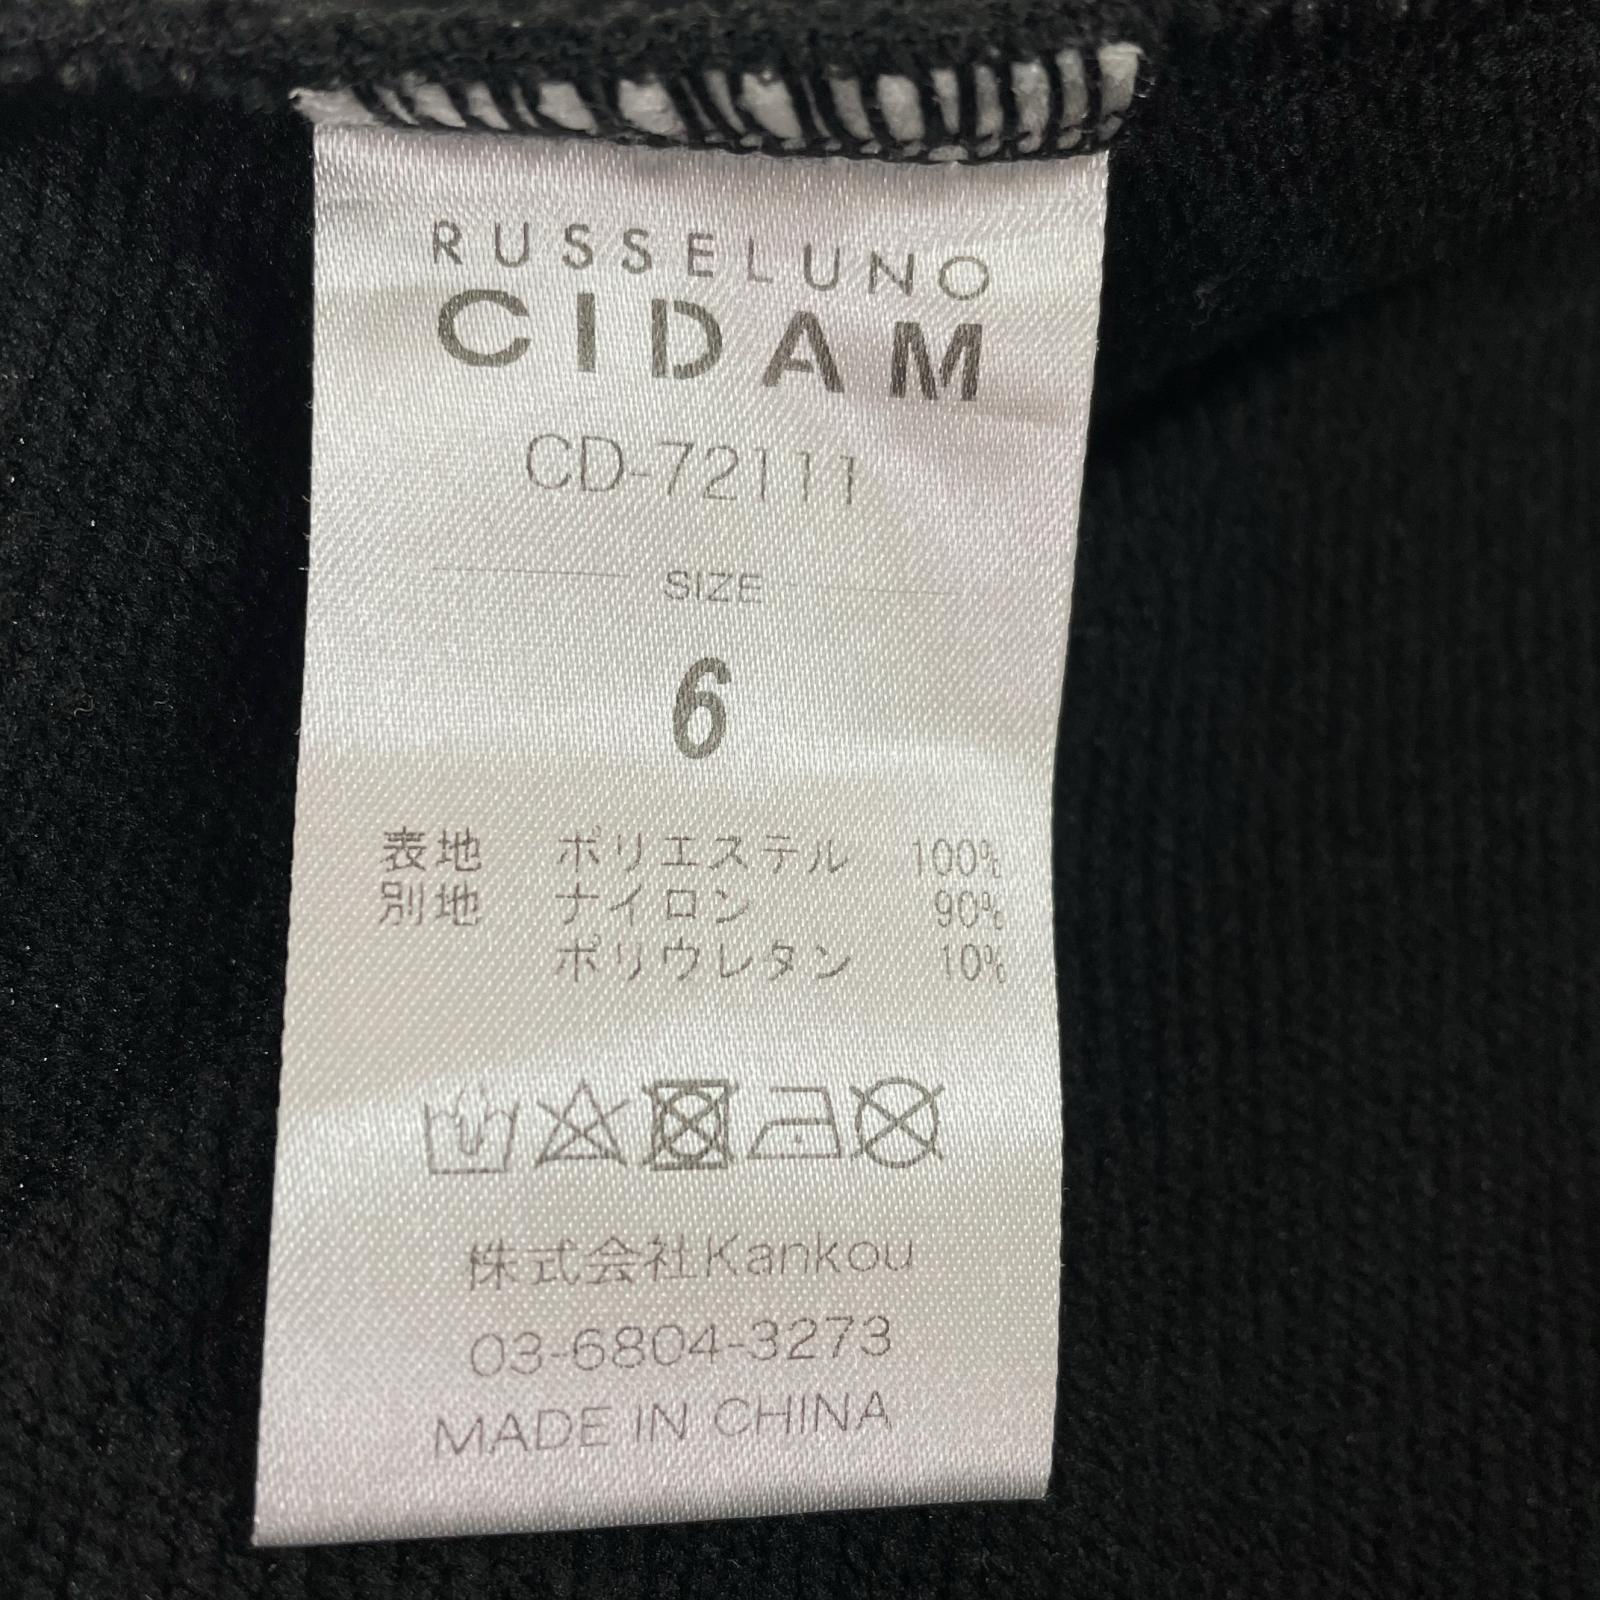 RUSSELUNO
CIDAM
CD-72111
SIZE
6
表地 ポリエステル 100%
別地 ナイロン 90%
ポリウレタン 10%
株式会社Kankou
03-6804-3273
MADE IN CHINA